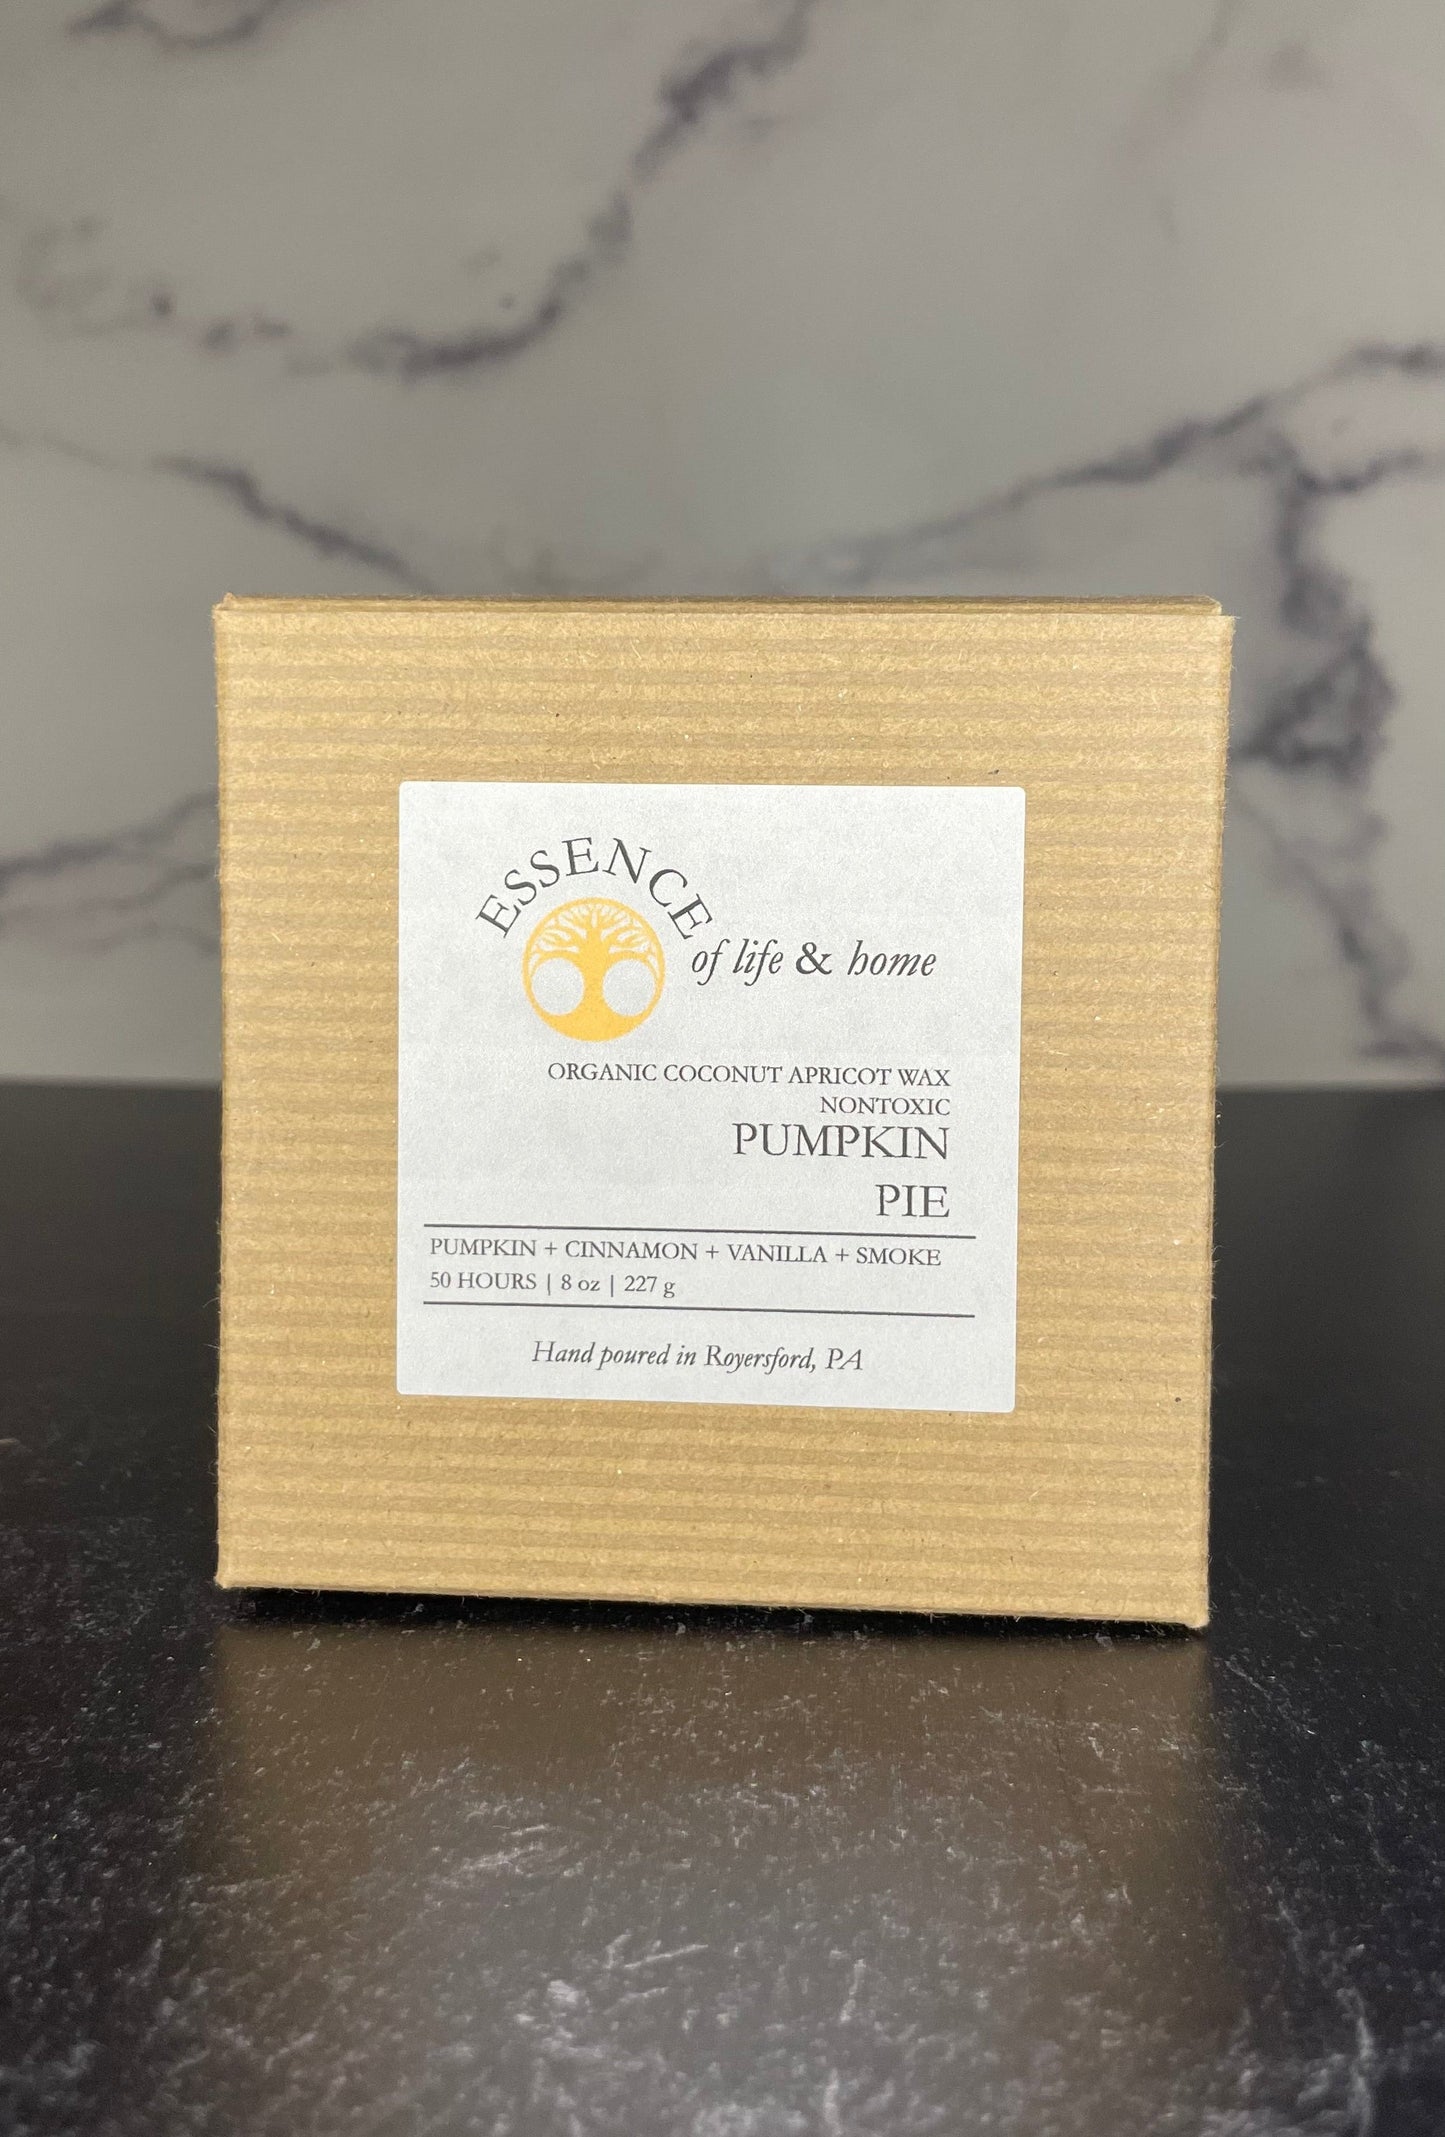 ESSENCE
of life & home
ORGANIC COCONUT APRICOT WAX
NONTOXIC
PUMPKIN
PIE
PUMPKIN + CINNAMON + VANILLA + SMOKE
50 HOURS | 8 oz | 227 g
Hand poured in Royersford, PA